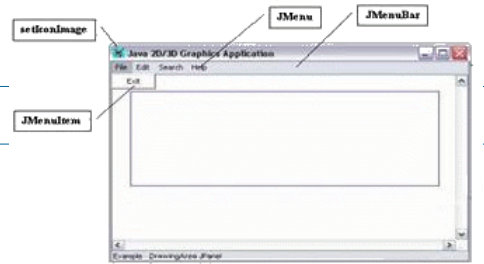 JMenu
JMenuBar
setIconImage
Java 2D/3D Graphics Application
File Edit Search Help
Exit
JMenuItem
Example DrawingArea JPanel